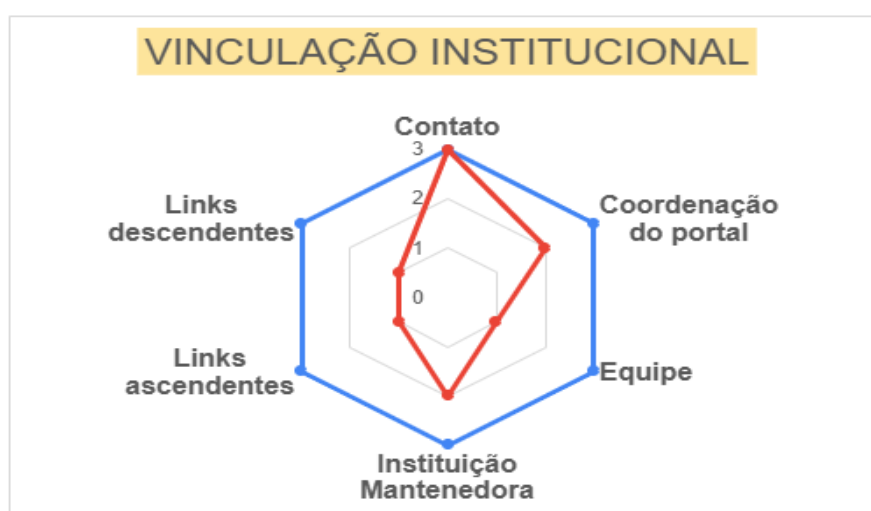 VINCULAÇÃO INSTITUCIONAL
Contato
3
2
1
0
Coordenação
do portal
Equipe
Instituição
Mantenedora
Links
ascendentes
Links
descendentes